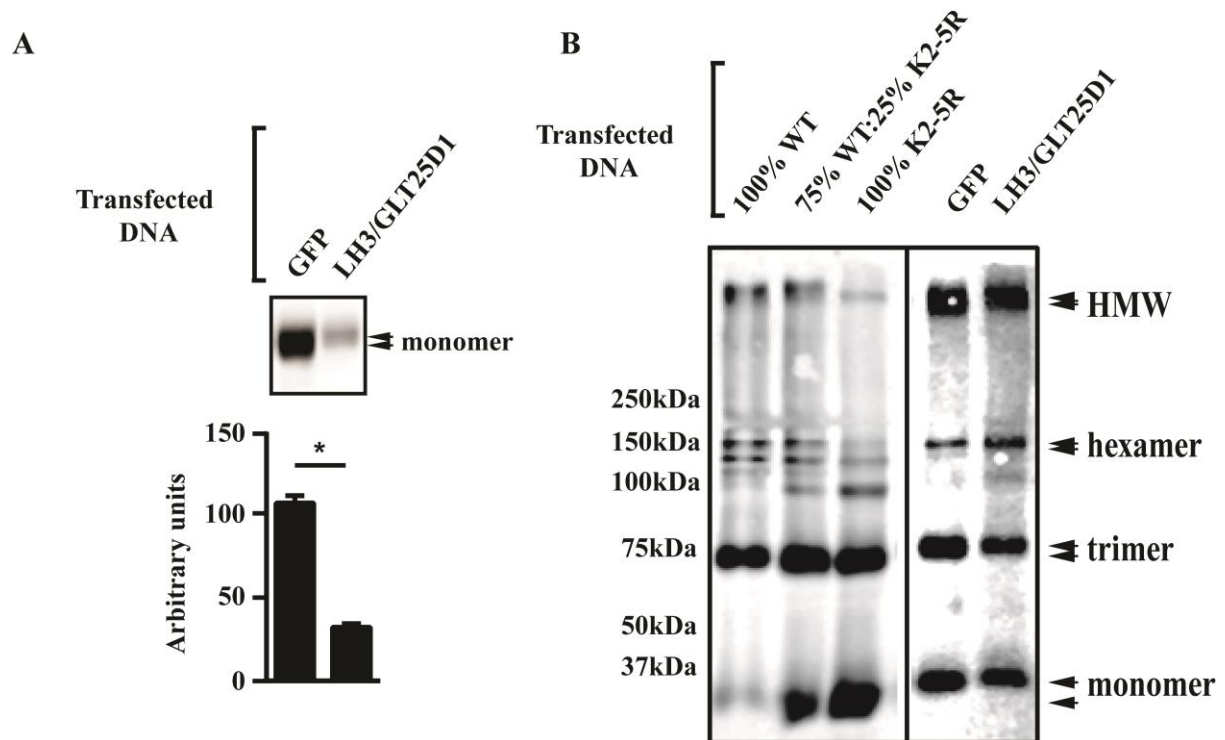 A
Transfected
DNA
GFP
LH3/GLT25D1
monomer
150
100
50
0
Arbitrary units
*
B
Transfected
DNA
100% WT
75% WT:25% K2-5R
100% K2-5R
GFP
LH3/GLT25D1
250kDa
150kDa
100kDa
75kDa
50kDa
37kDa
HMW
hexamer
trimer
monomer